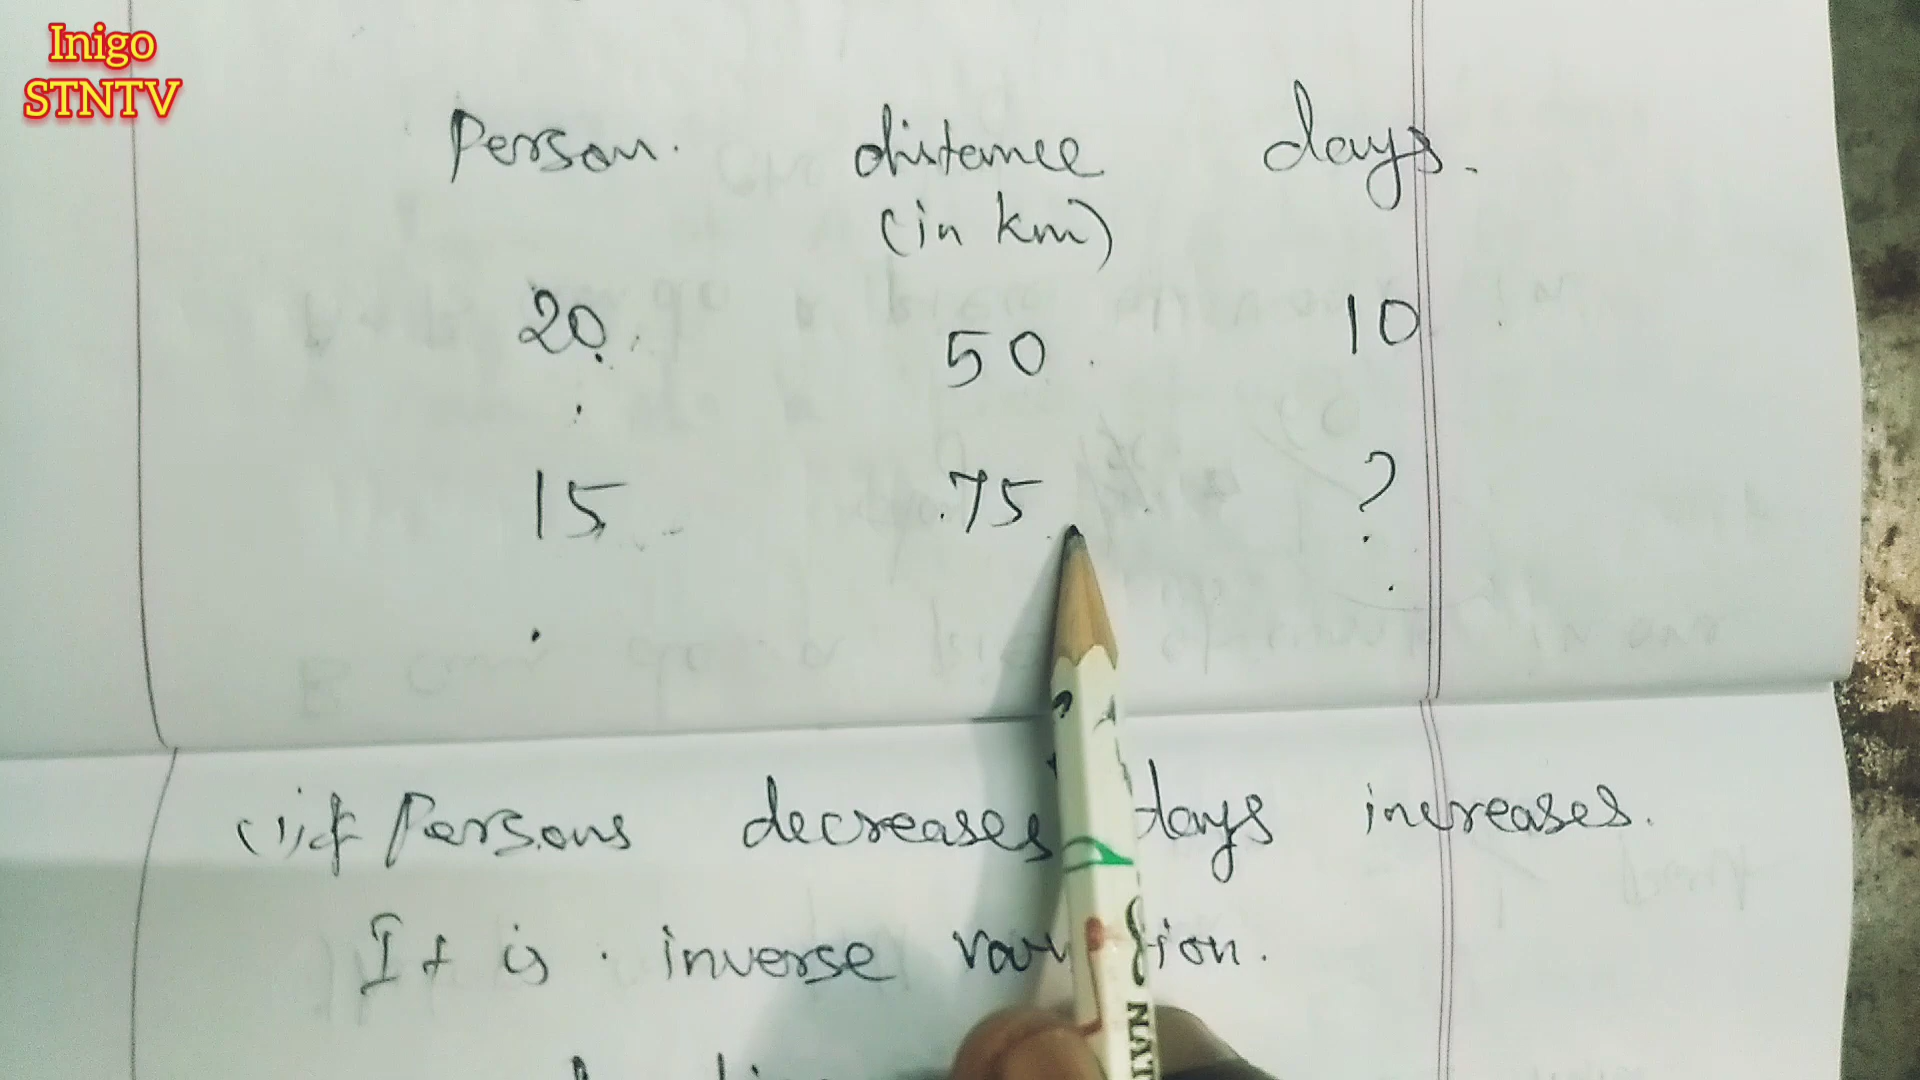 Inigo
STNTV
Person. distance days.
(in km)
20 50 10
15 75 ?
(i) if Persons decreases days increases.
It is inverse variation.